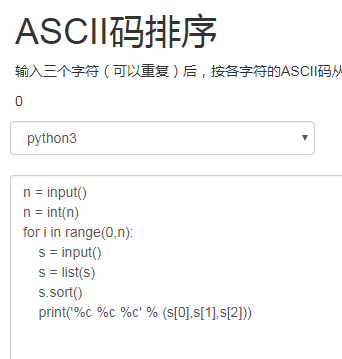 ASCII码排序
输入三个字符（可以重复）后，按各字符的ASCII码从
0
python3
n = input()
n = int(n)
for i in range(0,n):
    s = input()
    s = list(s)
    s.sort()
    print('%c %c %c' % (s[0],s[1],s[2]))